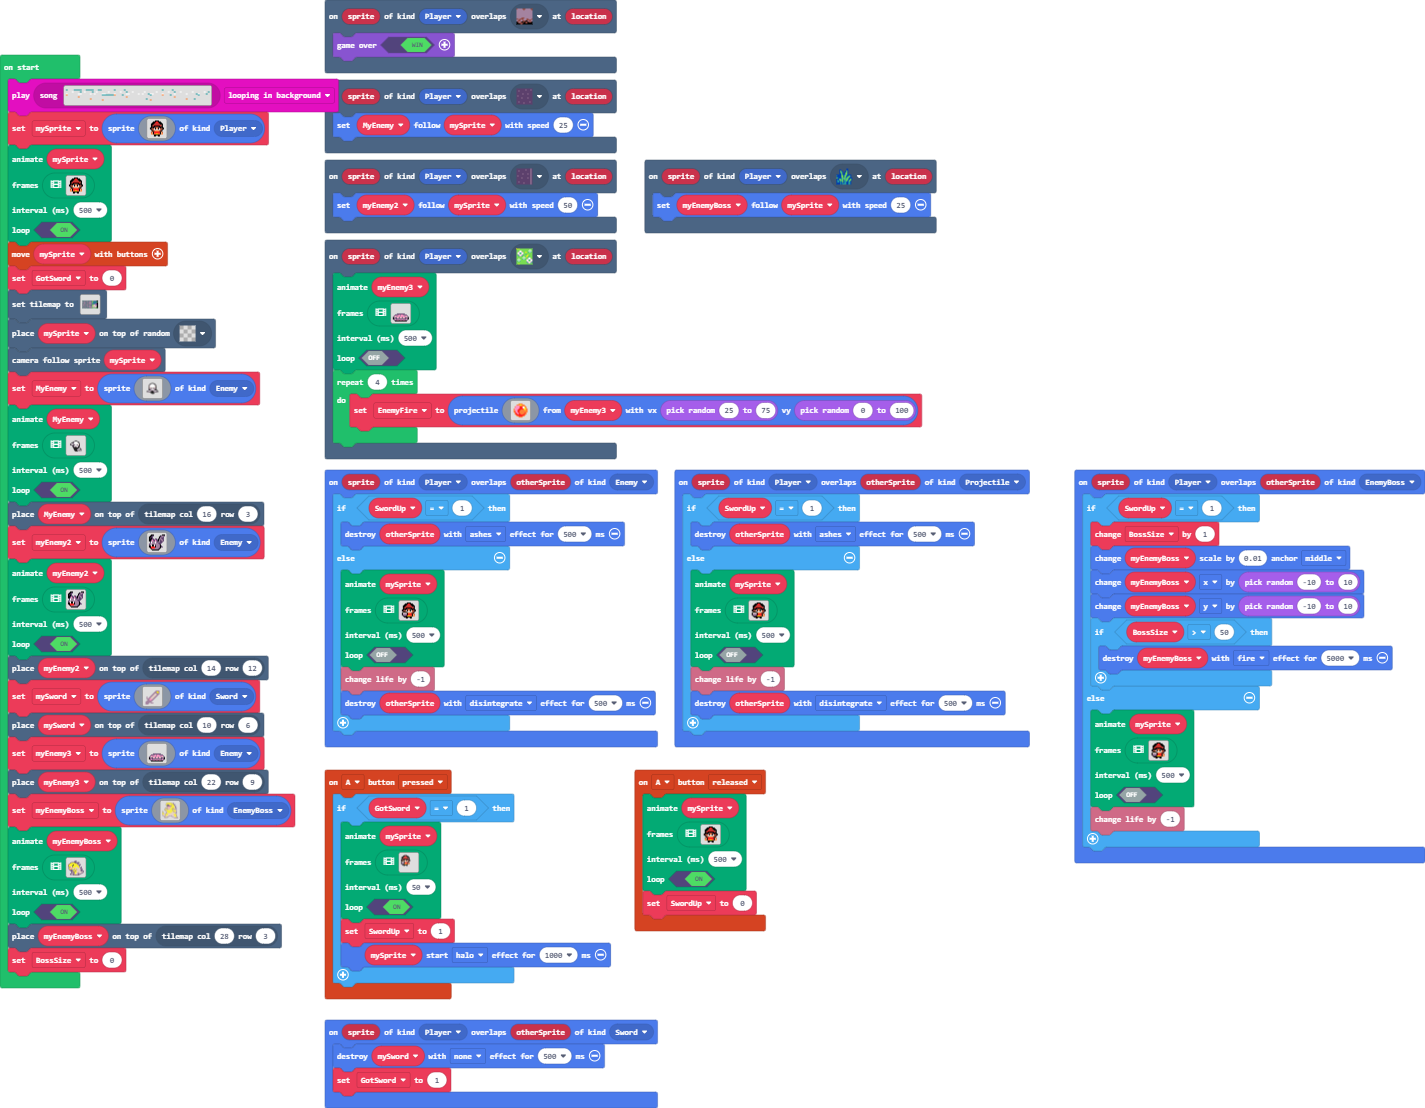 on start
play song looping in background
set mySprite to sprite of kind Player
animate mySprite
frames
interval (ms) 500
loop ON
move mySprite with buttons
set GotSword to 0
set tilemap to
place mySprite on top of random
camera follow sprite mySprite
set MyEnemy to sprite of kind Enemy
animate MyEnemy
frames
interval (ms) 500
loop ON
place MyEnemy on top of tilemap col 16 row 3
set myEnemy2 to sprite of kind Enemy
animate myEnemy2
frames
interval (ms) 500
loop ON
place myEnemy2 on top of tilemap col 14 row 12
set mySword to sprite of kind Sword
place mySword on top of tilemap col 10 row 6
set myEnemy3 to sprite of kind Enemy
place myEnemy3 on top of tilemap col 22 row 9
set myEnemyBoss to sprite of kind EnemyBoss
animate myEnemyBoss
frames
interval (ms) 500
loop ON
place myEnemyBoss on top of tilemap col 28 row 3
set BossSize to 0
on sprite of kind Player overlaps at location
game over WIN
sprite of kind Player overlaps at location
set MyEnemy follow mySprite with speed 25
on sprite of kind Player overlaps at location
set myEnemy2 follow mySprite with speed 50
on sprite of kind Player overlaps at location
set myEnemyBoss follow mySprite with speed 25
on sprite of kind Player overlaps at location
animate myEnemy3
frames
interval (ms) 500
loop OFF
repeat 4 times
do
set EnemyFire to projectile from myEnemy3 with vx pick random 25 to 75 vy pick random 0 to 100
on sprite of kind Player overlaps otherSprite of kind Enemy
if SwordUp = 1 then
destroy otherSprite with ashes effect for 500 ms
else
animate mySprite
frames
interval (ms) 500
loop OFF
change life by -1
destroy otherSprite with disintegrate effect for 500 ms
on sprite of kind Player overlaps otherSprite of kind Projectile
if SwordUp = 1 then
destroy otherSprite with ashes effect for 500 ms
else
animate mySprite
frames
interval (ms) 500
loop OFF
change life by -1
destroy otherSprite with disintegrate effect for 500 ms
on sprite of kind Player overlaps otherSprite of kind EnemyBoss
if SwordUp = 1 then
change BossSize by 1
change myEnemyBoss scale by 0.01 anchor middle
change myEnemyBoss x by pick random -10 to 10
change myEnemyBoss y by pick random -10 to 10
if BossSize > 50 then
destroy myEnemyBoss with fire effect for 5000 ms
else
animate mySprite
frames
interval (ms) 500
loop OFF
change life by -1
on A button pressed
if GotSword = 1 then
animate mySprite
frames
interval (ms) 50
loop ON
set SwordUp to 1
mySprite start halo effect for 1000 ms
on A button released
animate mySprite
frames
interval (ms) 500
loop ON
set SwordUp to 0
on sprite of kind Player overlaps otherSprite of kind Sword
destroy mySword with none effect for 500 ms
set GotSword to 1